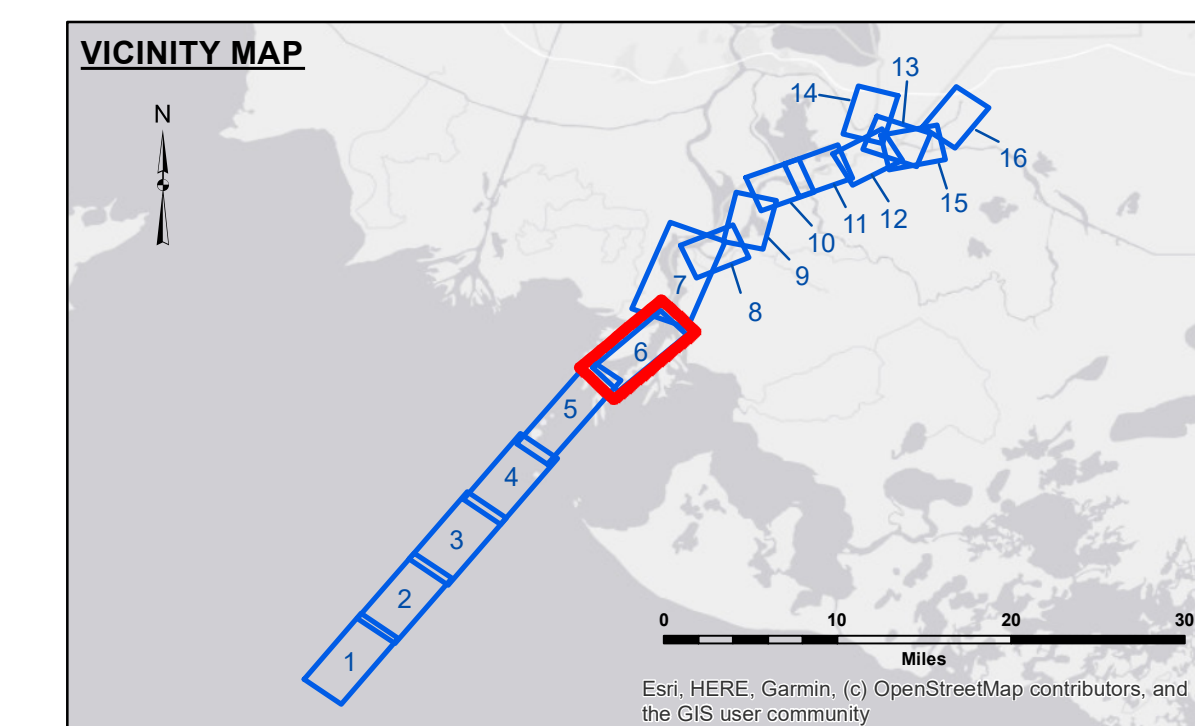 VICINITY MAP
N
13
14
16
15
12
11
10
9
7
8
6
5
4
3
2
1
0 10 20 30
Miles
Esri, HERE, Garmin, (c) OpenStreetMap contributors, and
the GIS user community